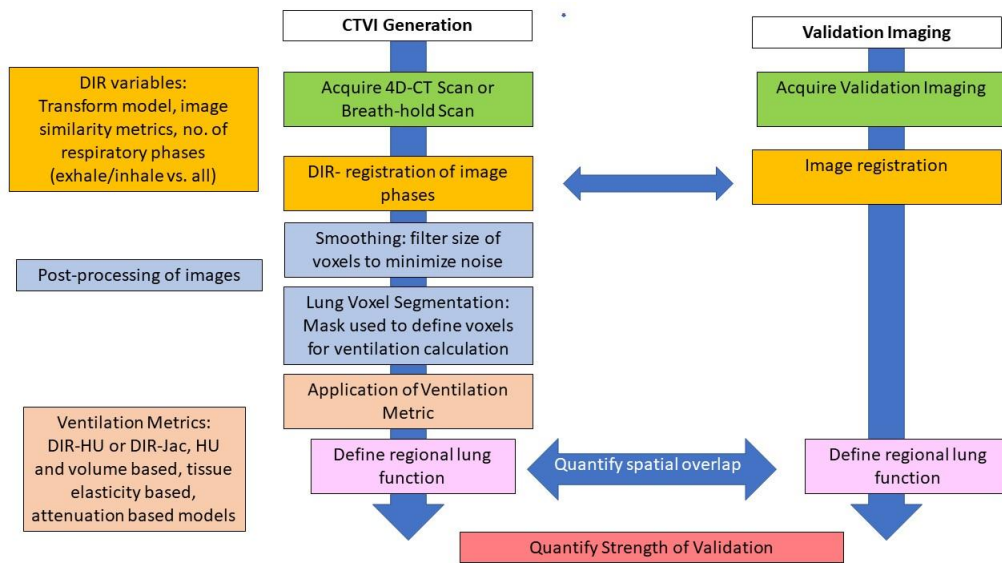 CTVI Generation
Validation Imaging
DIR variables:
Transform model, image
similarity metrics, no. of
respiratory phases
(exhale/inhale vs. all)
Acquire 4D-CT Scan or
Breath-hold Scan
Acquire Validation Imaging
DIR- registration of image
phases
Image registration
Smoothing: filter size of
voxels to minimize noise
Post-processing of images
Lung Voxel Segmentation:
Mask used to define voxels
for ventilation calculation
Application of Ventilation
Metric
Ventilation Metrics:
DIR-HU or DIR-Jac, HU
and volume based, tissue
elasticity based,
attenuation based models
Define regional lung
function
Quantify spatial overlap
Define regional lung
function
Quantify Strength of Validation